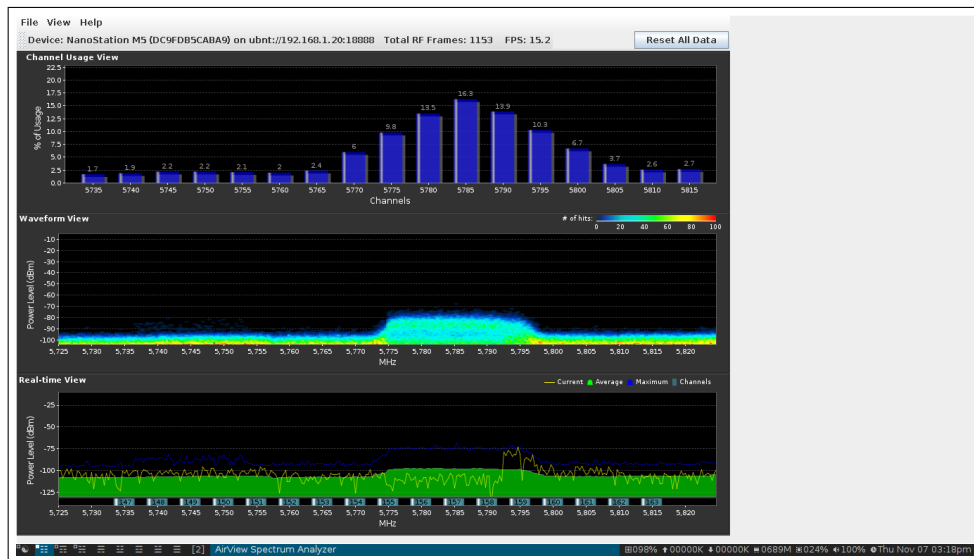 File View Help
Device: NanoStation M5 (DC9FDB5CABA9) on ubnt://192.168.1.20:18888 Total RF Frames: 1153 FPS: 15.2 Reset All Data
Channel Usage View
% of Usage
22.5
20.0
17.5
15.0
12.5
10.0
7.5
5.0
2.5
0.0
1.7 1.9 2.2 2.2 2.1 2 2.4 6 9.8 13.5 16.3 13.9 10.3 6.7 3.7 2.6 2.7
5735 5740 5745 5750 5755 5760 5765 5770 5775 5780 5785 5790 5795 5800 5805 5810 5815
Channels
Waveform View # of hits:
0 20 40 60 80 100
Power Level (dBm)
-10
-20
-30
-40
-50
-60
-70
-80
-90
-100
5,725 5,730 5,735 5,740 5,745 5,750 5,755 5,760 5,765 5,770 5,775 5,780 5,785 5,790 5,795 5,800 5,805 5,810 5,815 5,820
MHz
Real-time View Current Average Maximum Channels
Power Level (dBm)
-25
-50
-75
-100
-125
147 148 149 150 151 152 153 154 155 156 157 158 159 160 161 162 163
5,725 5,730 5,735 5,740 5,745 5,750 5,755 5,760 5,765 5,770 5,775 5,780 5,785 5,790 5,795 5,800 5,805 5,810 5,815 5,820
MHz
[2] AirView Spectrum Analyzer 098% 00000K 00000K 0689M 024% 100% Thu Nov 07 03:18pm